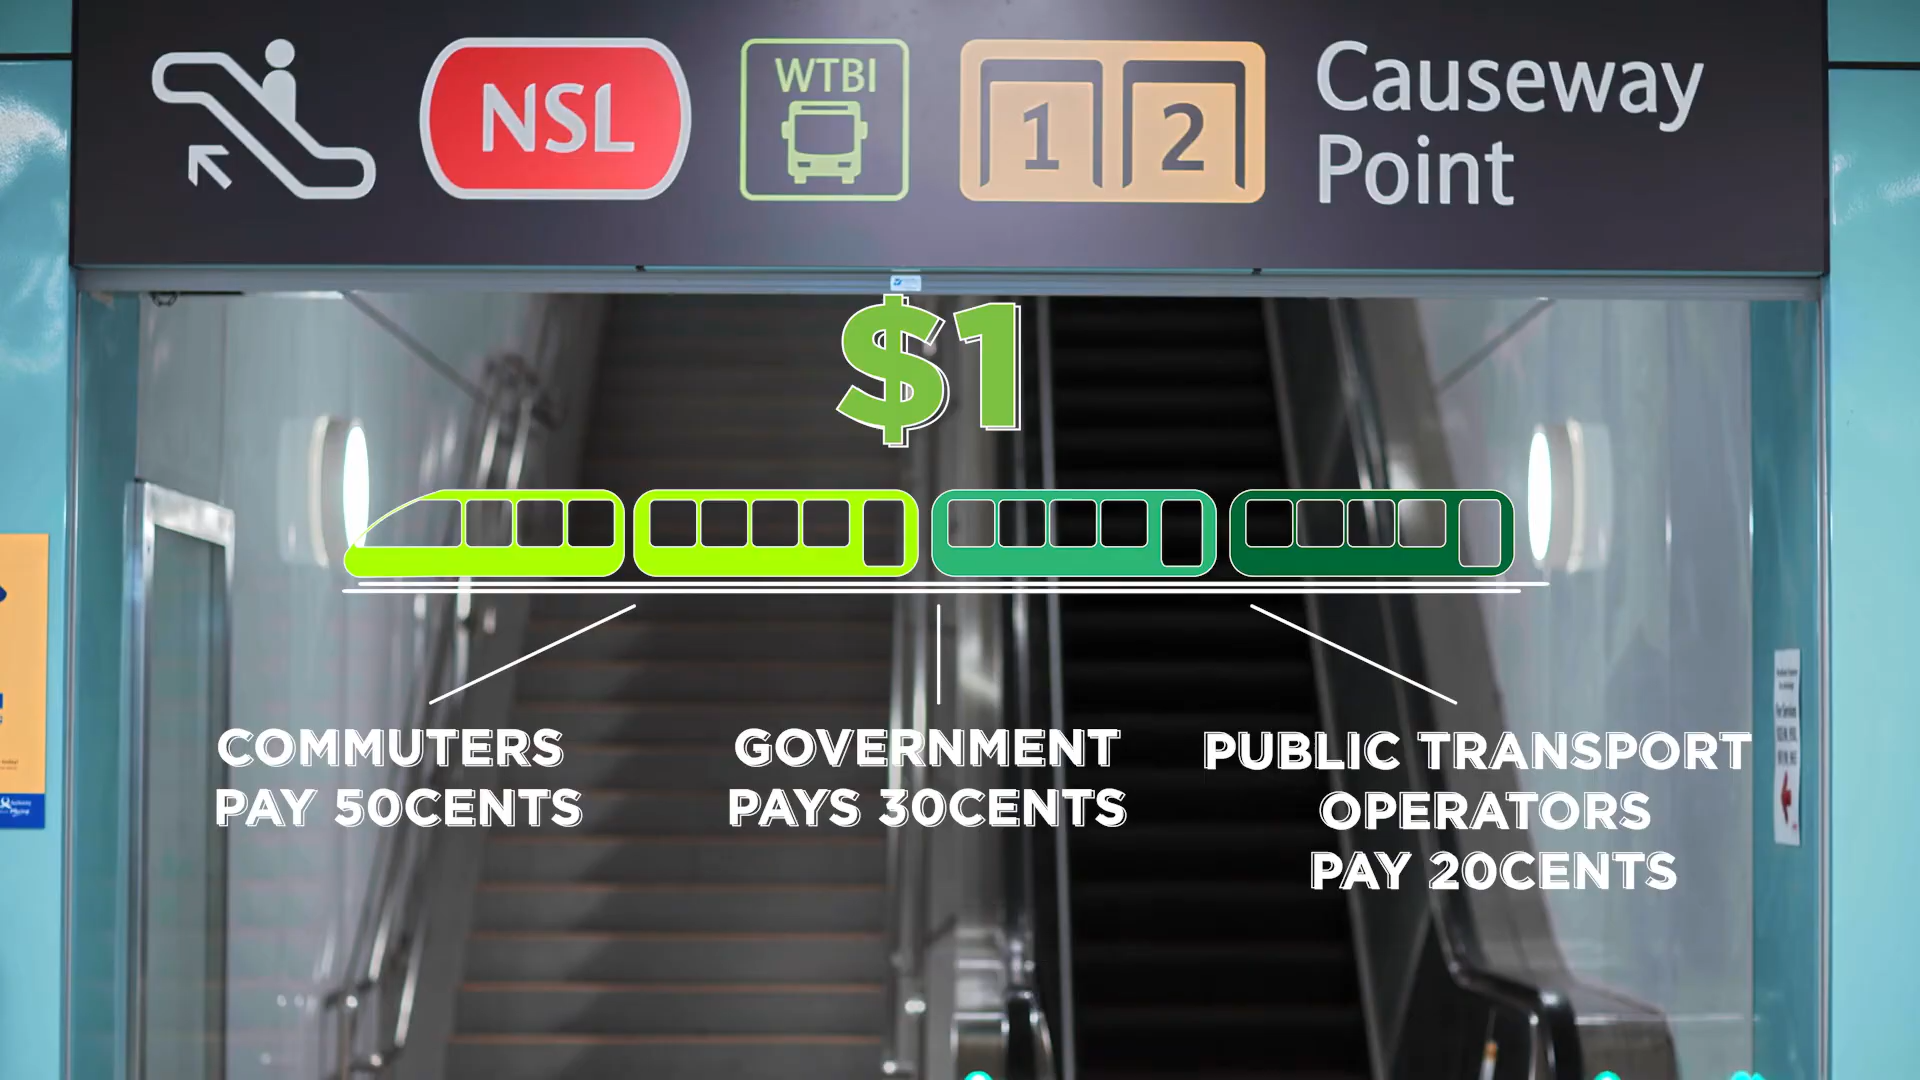 NSL
WTBI
1 2
Causeway
Point
$1
COMMUTERS
PAY 50CENTS
GOVERNMENT
PAYS 30CENTS
PUBLIC TRANSPORT
OPERATORS
PAY 20CENTS